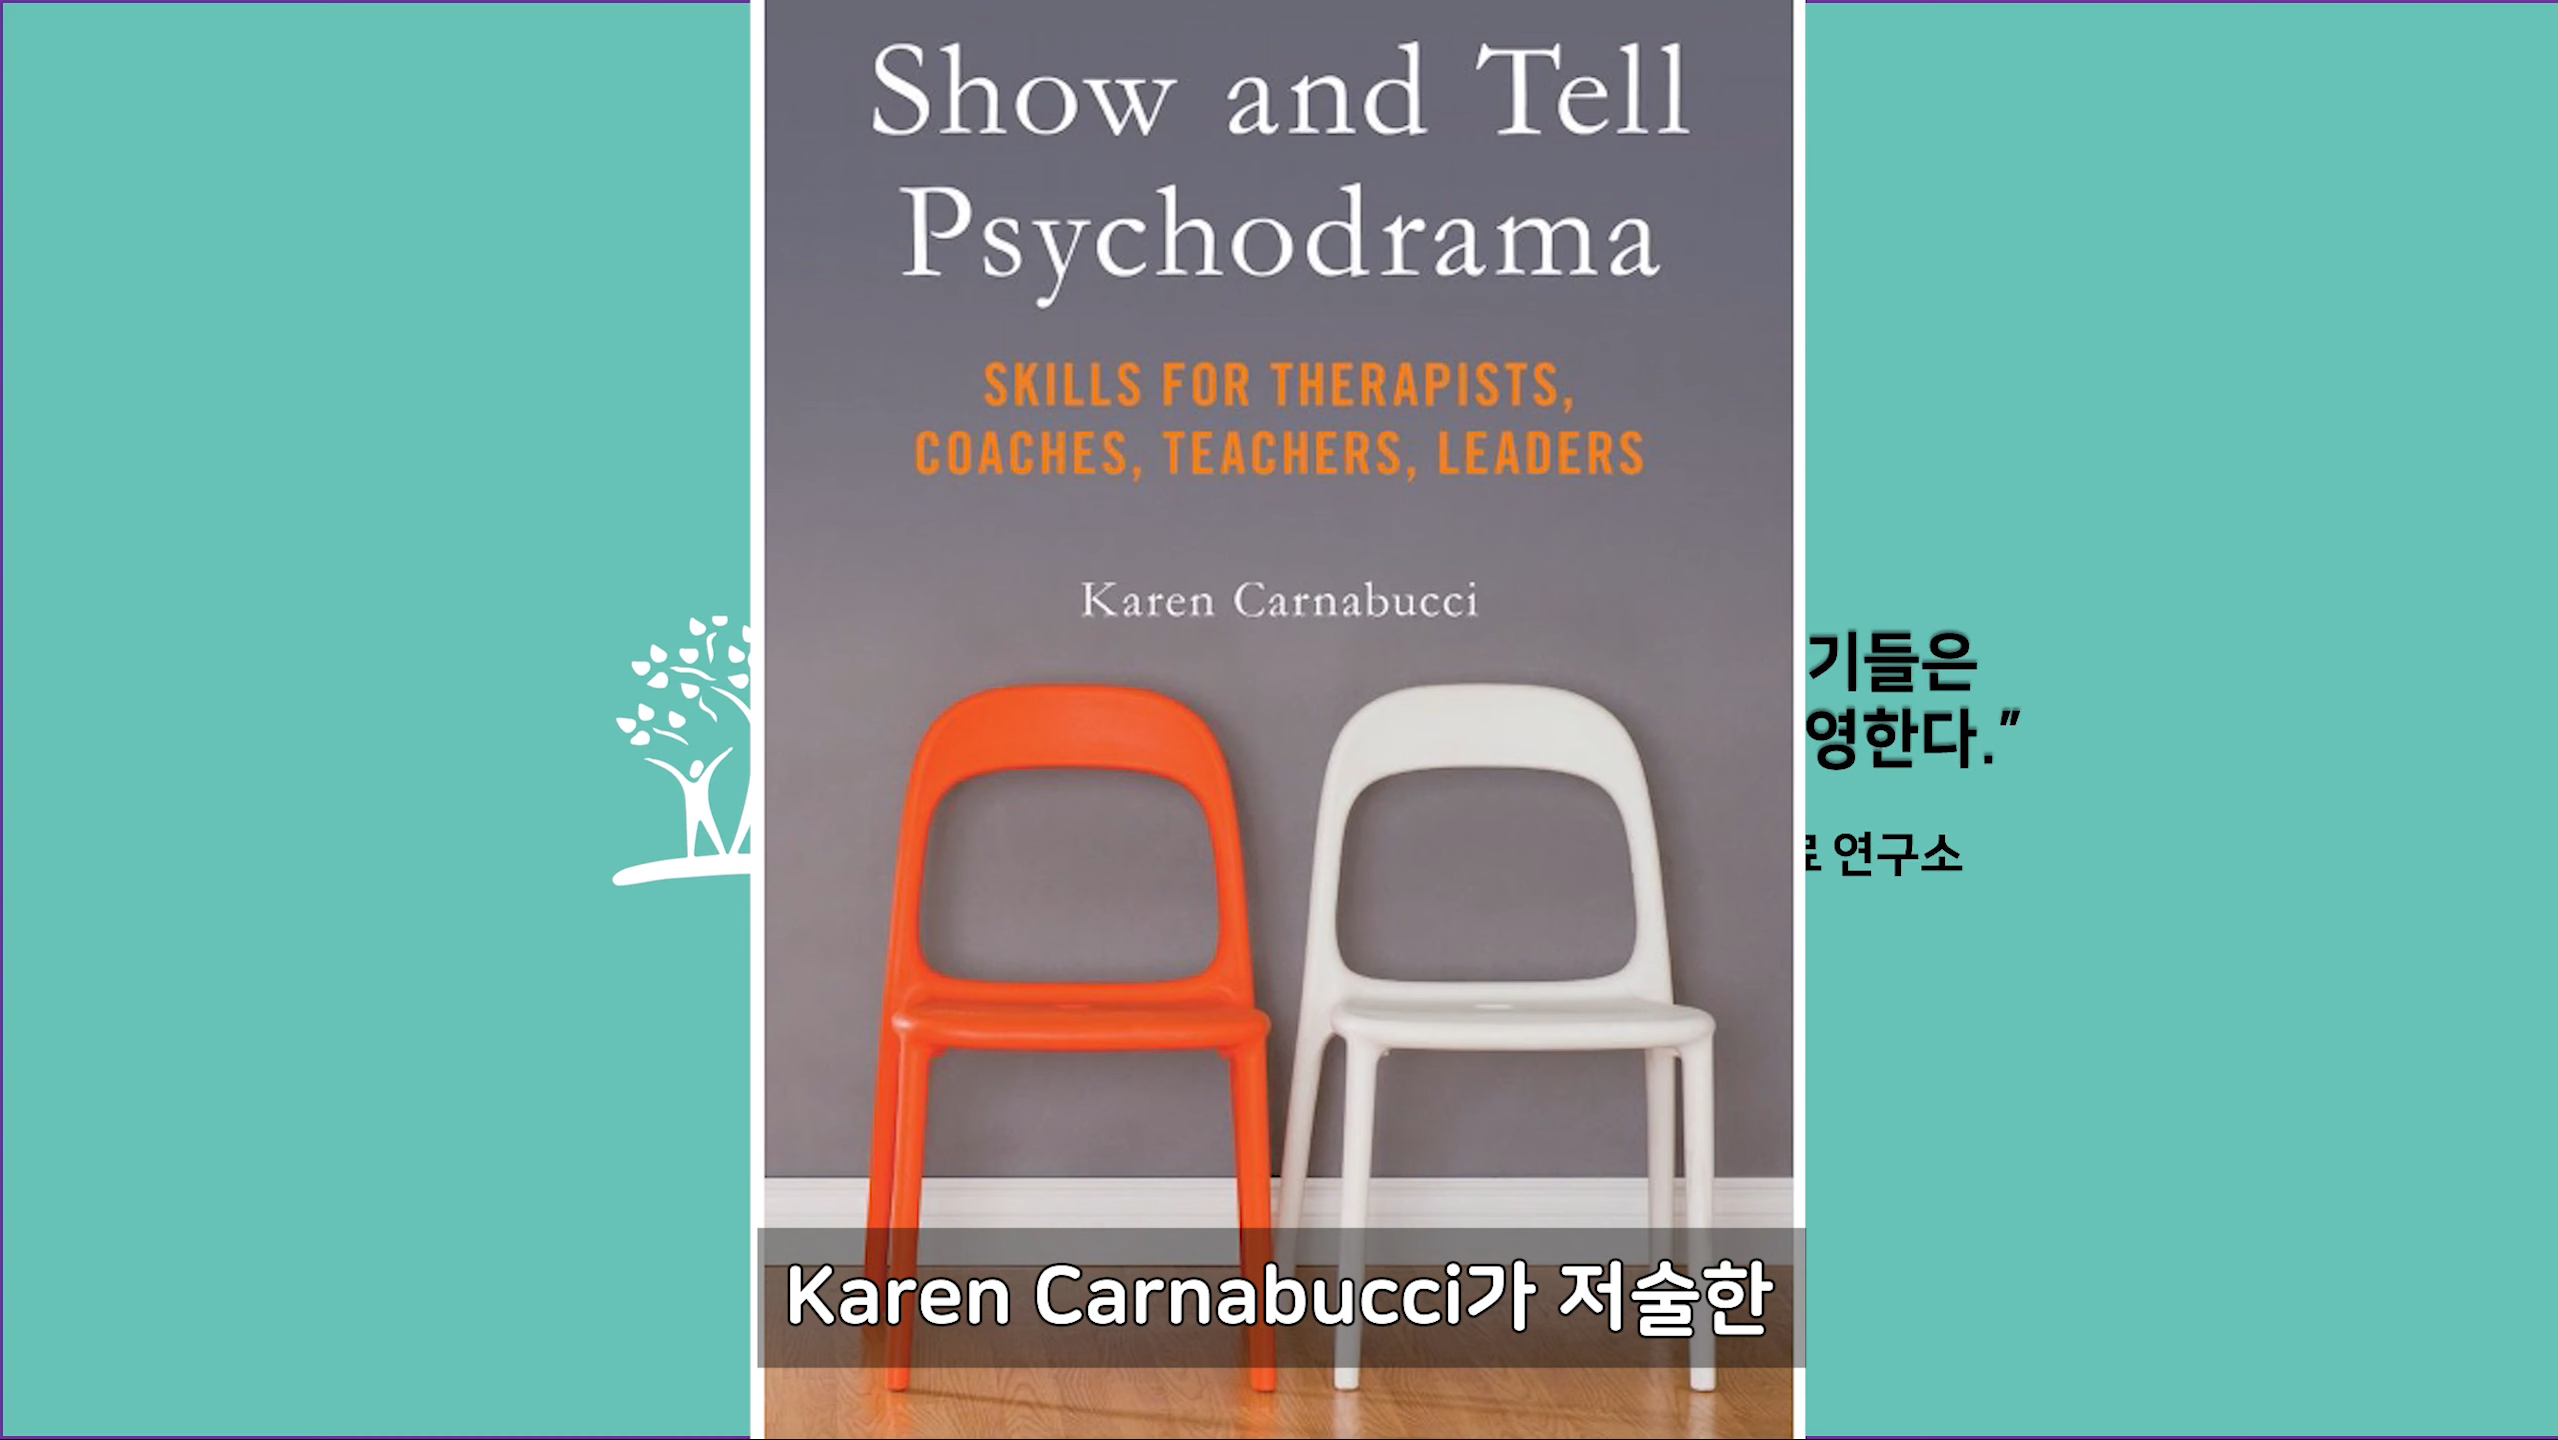 Show and Tell
Psychodrama
SKILLS FOR THERAPISTS,
COACHES, TEACHERS, LEADERS
Karen Carnabucci
기들은
영한다.”
연구소
Karen Carnabucci가 저술한